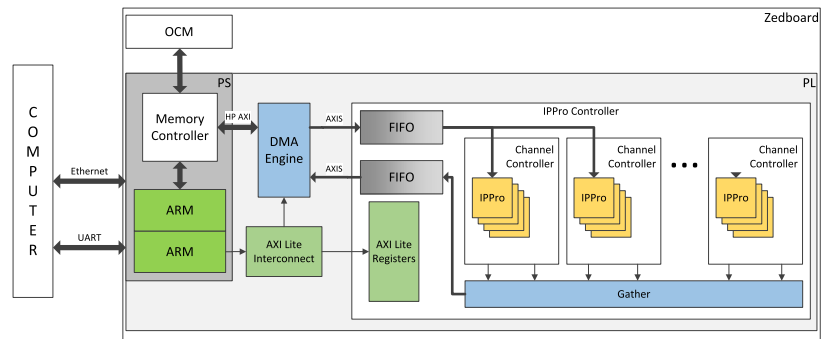 Zedboard
OCM
PS
PL
COMPUTER
Memory
Controller
HP AXI
DMA
Engine
AXIS
FIFO
AXIS
FIFO
IPPro Controller
Channel
Controller
IPPro
Channel
Controller
IPPro
Channel
Controller
IPPro
Ethernet
UART
ARM
ARM
AXI Lite
Interconnect
AXI Lite
Registers
Gather